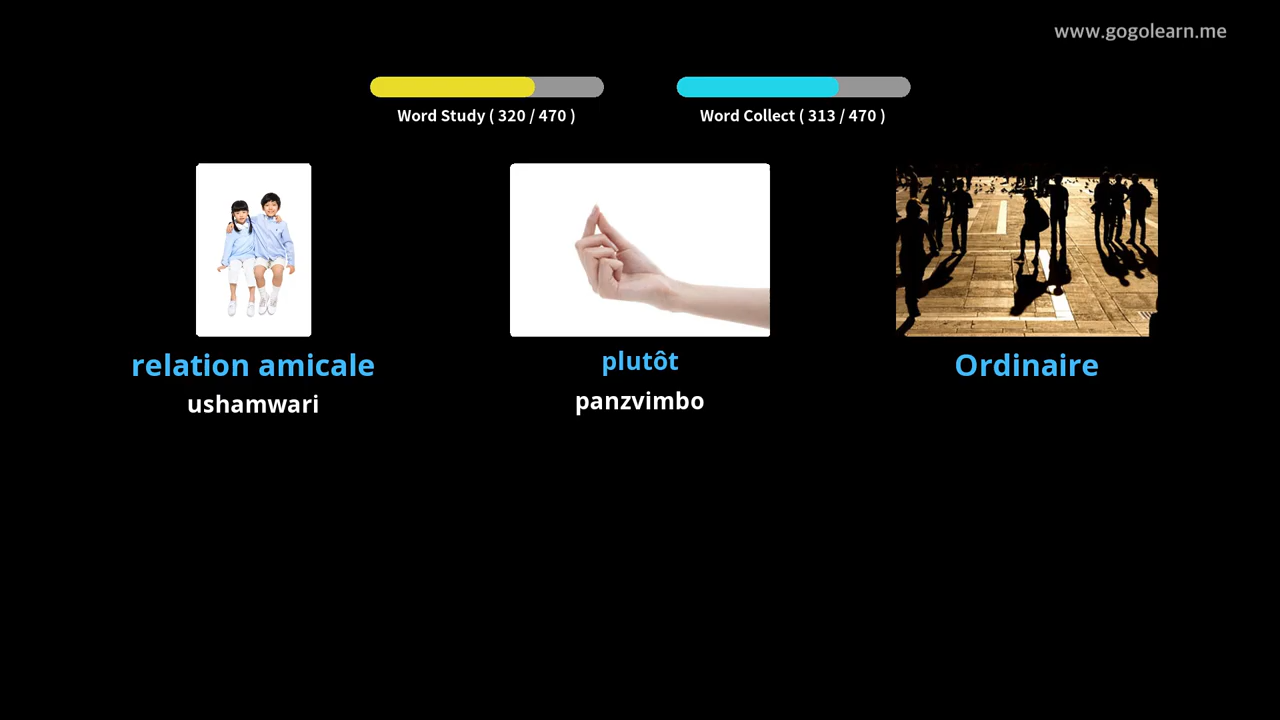 www.gogolearn.me
Word Study ( 320 / 470 )
Word Collect ( 313 / 470 )
relation amicale
ushamwari
plutôt
panzvimbo
Ordinaire